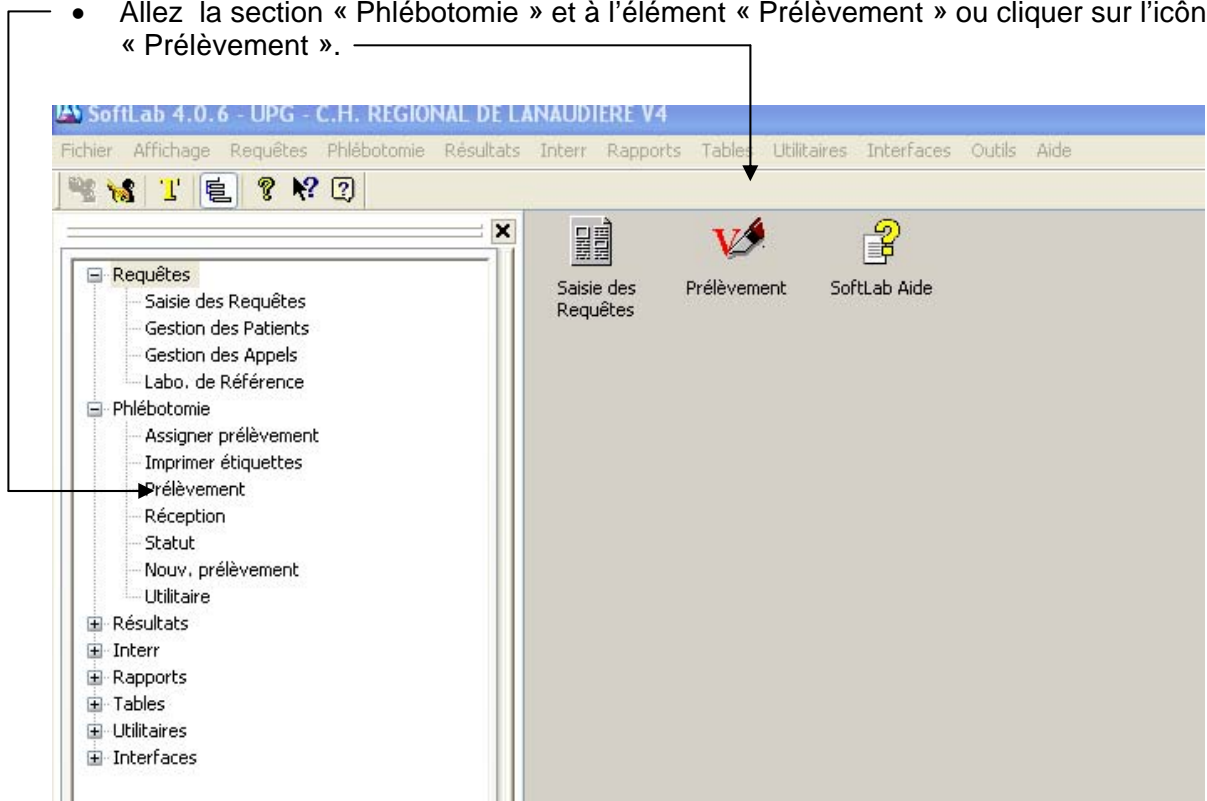 • Allez  la section « Phlébotomie » et à l'élément « Prélèvement » ou cliquer sur l'icôn
« Prélèvement ».
SoftLab 4.0.6 - UPG - C.H. REGIONAL DE LANAUDIERE V4
Fichier Affichage Requêtes Phlébotomie Résultats Interr Rapports Tables Utilitaires Interfaces Outils Aide
Saisie des
Requêtes
Prélèvement
SoftLab Aide
Requêtes
Saisie des Requêtes
Gestion des Patients
Gestion des Appels
Labo. de Référence
Phlébotomie
Assigner prélèvement
Imprimer étiquettes
Prélèvement
Réception
Statut
Nouv. prélèvement
Utilitaire
Résultats
Interr
Rapports
Tables
Utilitaires
Interfaces